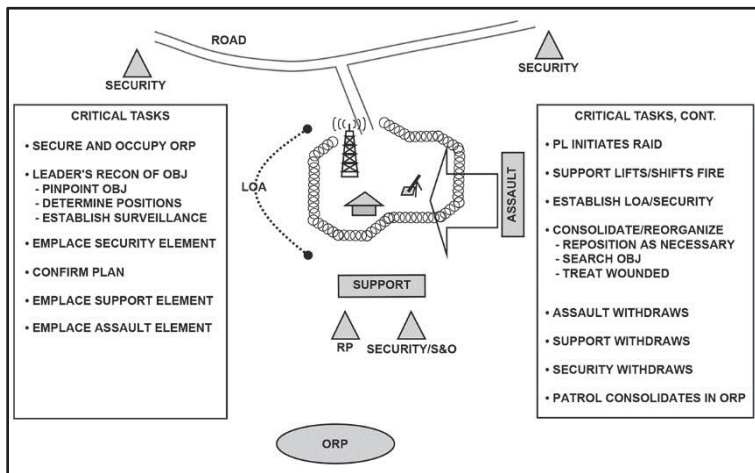 ROAD
SECURITY
SECURITY
CRITICAL TASKS
• SECURE AND OCCUPY ORP
• LEADER'S RECON OF OBJ
- PINPOINT OBJ
- DETERMINE POSITIONS
- ESTABLISH SURVEILLANCE
• EMPLACE SECURITY ELEMENT
• CONFIRM PLAN
• EMPLACE SUPPORT ELEMENT
• EMPLACE ASSAULT ELEMENT
LOA
ASSAULT
SUPPORT
RP
SECURITY/S&O
ORP
CRITICAL TASKS, CONT.
• PL INITIATES RAID
• SUPPORT LIFTS/SHIFTS FIRE
• ESTABLISH LOA/SECURITY
• CONSOLIDATE/REORGANIZE
- REPOSITION AS NECESSARY
- SEARCH OBJ
- TREAT WOUNDED
• ASSAULT WITHDRAWS
• SUPPORT WITHDRAWS
• SECURITY WITHDRAWS
• PATROL CONSOLIDATES IN ORP